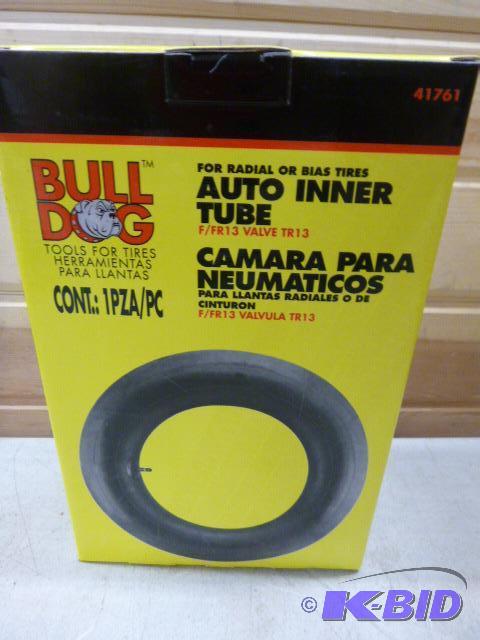 41761
BULL DOG™
TOOLS FOR TIRES
HERRAMIENTAS
PARA LLANTAS
CONT.: 1PZA/PC
FOR RADIAL OR BIAS TIRES
AUTO INNER
TUBE
F/FR13 VALVE TR13
CAMARA PARA
NEUMATICOS
PARA LLANTAS RADIALES O DE
CINTURON
F/FR13 VALVULA TR13
© K-BID